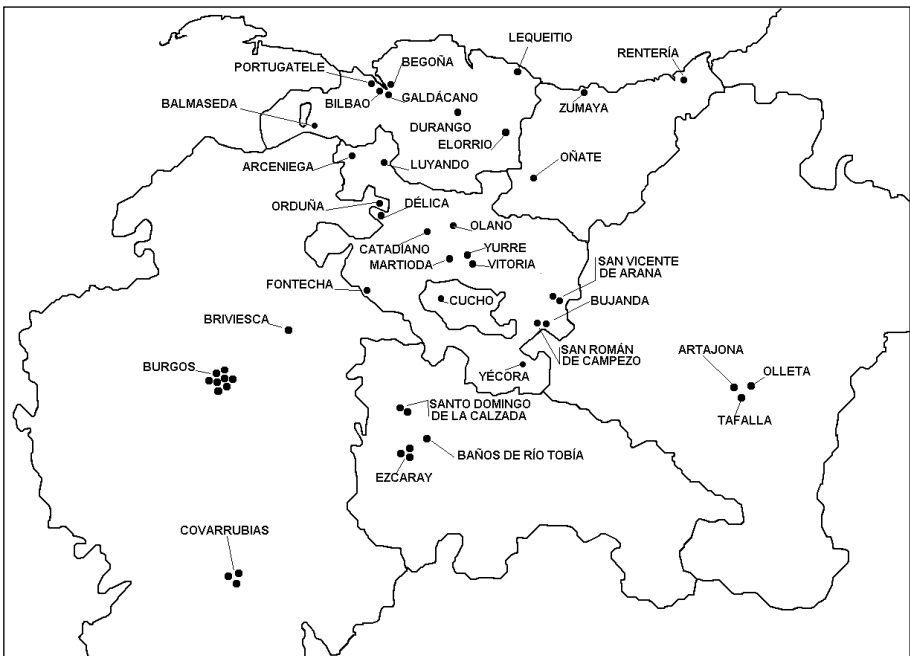 LEQUEITIO
RENTERÍA
PORTUGATELE
BEGOÑA
BILBAO
GALDÁCANO
ZUMAYA
BALMASEDA
DURANGO
ELORRIO
ARCENIEGA
LUYANDO
OÑATE
ORDUÑA
DÉLICA
OLANO
CATADIANO
YURRE
MARTIODA
VITORIA
SAN VICENTE
DE ARANA
FONTECHA
CUCHO
BUJANDA
BRIVIESCA
SAN ROMÁN
DE CAMPEZO
ARTAJONA
OLLETA
BURGOS
YÉCORA
TAFALLA
SANTO DOMINGO
DE LA CALZADA
BAÑOS DE RÍO TOBÍA
EZCARAY
COVARRUBIAS